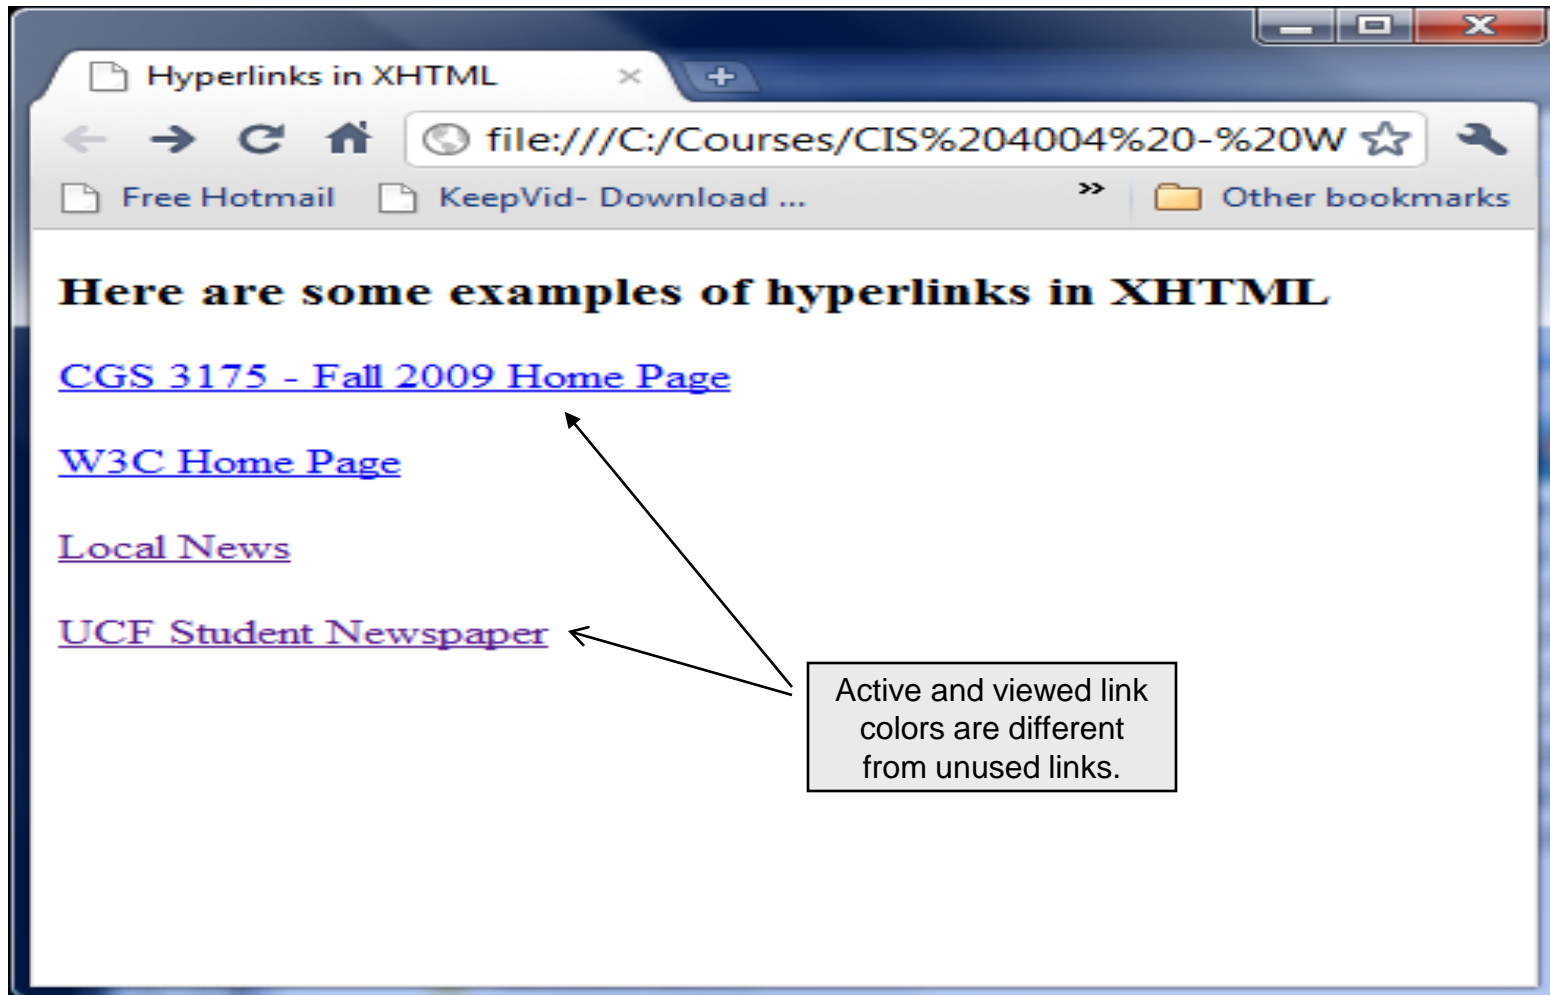 Hyperlinks in XHTML
file:///C:/Courses/CIS%204004%20-%20W
Free Hotmail KeepVid- Download ... » Other bookmarks
Here are some examples of hyperlinks in XHTML
CGS 3175 - Fall 2009 Home Page
W3C Home Page
Local News
UCF Student Newspaper
Active and viewed link
colors are different
from unused links.